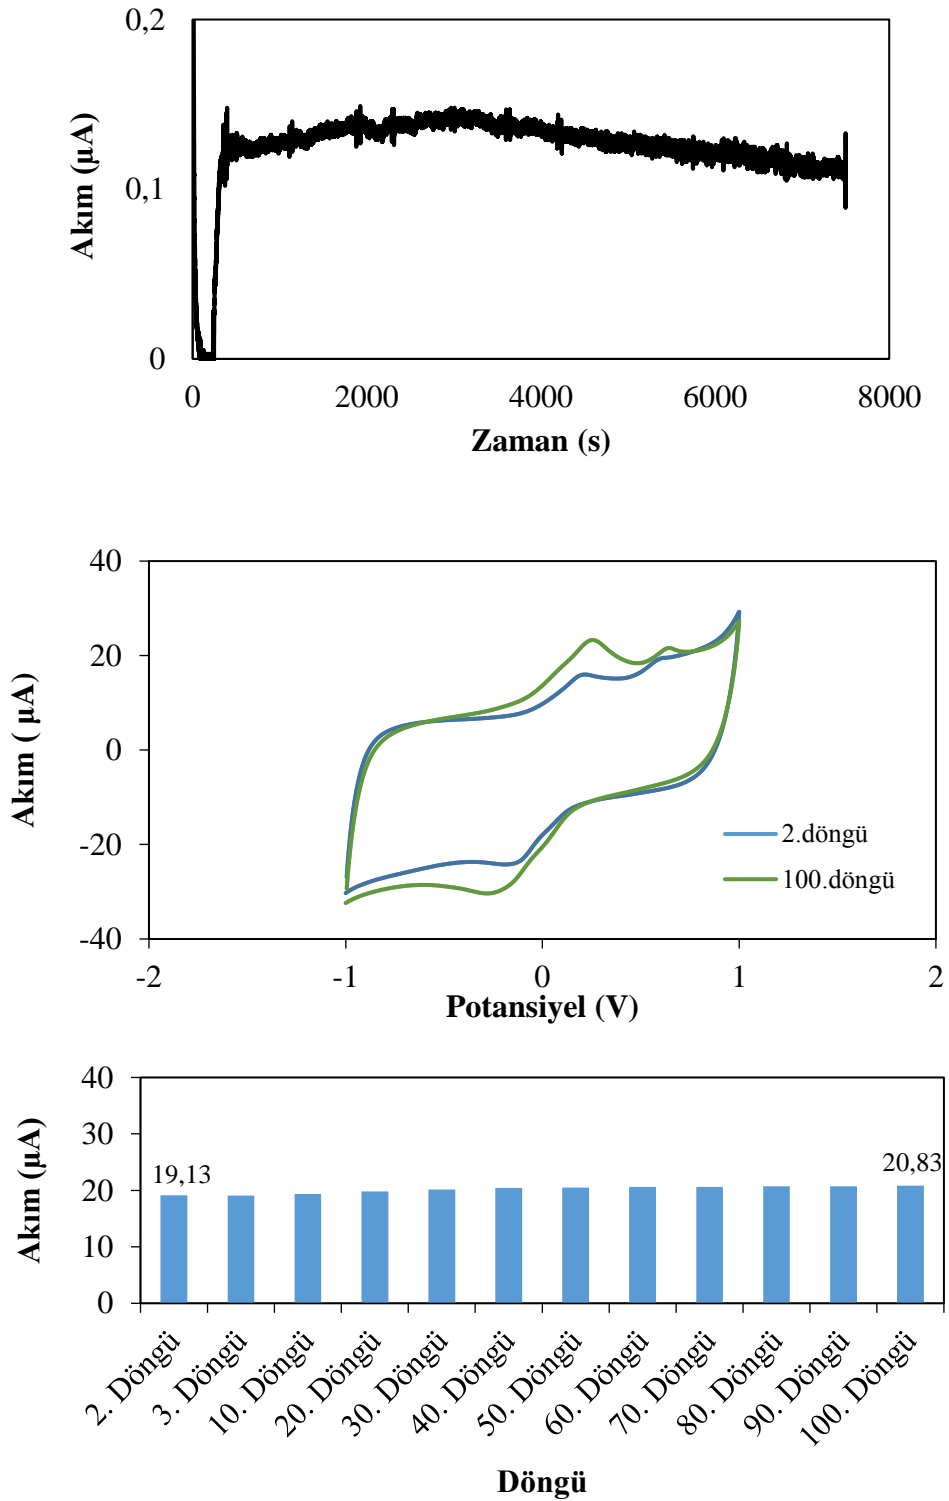 0,2
0,1
0
Akım (µA)
0 2000 4000 6000 8000
Zaman (s)
40
20
0
-20
-40
Akım ( µA)
2.döngü
100.döngü
-2 -1 0 1 2
Potansiyel (V)
40
30
20
10
0
Akım (µA)
19,13
20,83
2. Döngü
3. Döngü
10. Döngü
20. Döngü
30. Döngü
40. Döngü
50. Döngü
60. Döngü
70. Döngü
80. Döngü
90. Döngü
100. Döngü
Döngü